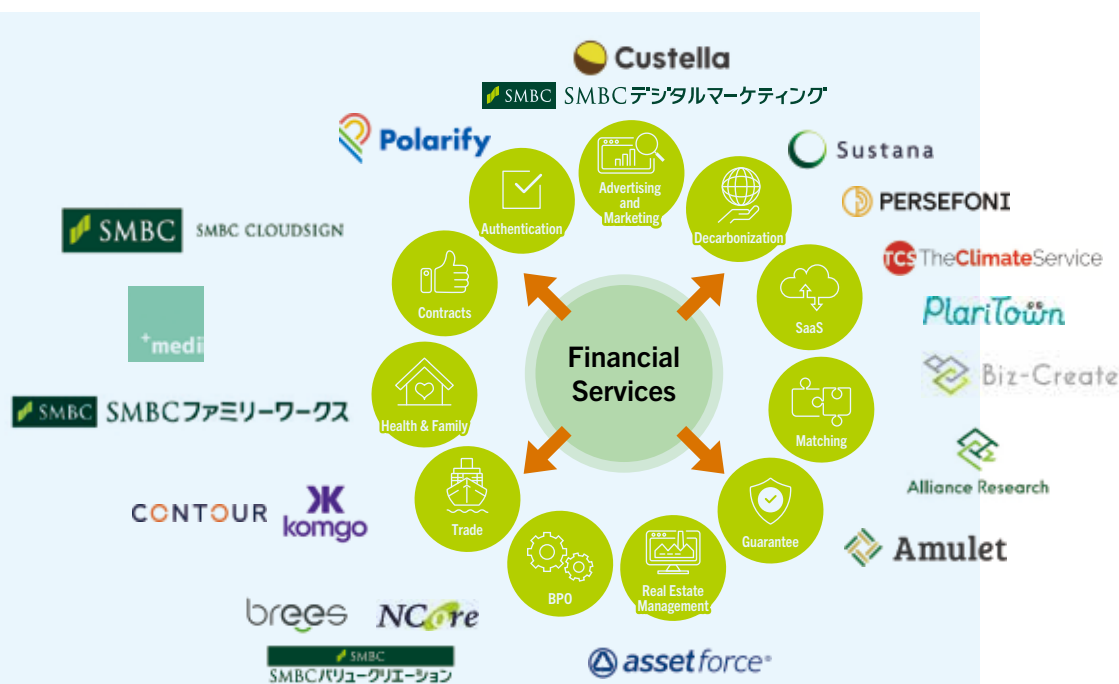 Custella
SMBC SMBCデジタルマーケティング
Polarify
Sustana
Advertising
and
Marketing
Authentication
Decarbonization
PERSEFONI
SMBC SMBC CLOUDSIGN
TCS TheClimateService
Contracts
SaaS
PlariTown
+medi
Financial
Services
Biz-Create
SMBC SMBCファミリーワークス
Health & Family
Matching
Alliance Research
CONTOUR
komgo
Trade
Guarantee
Amulet
BPO
Real Estate
Management
brees
NCore
SMBC
SMBCバリュークリエーション
assetforce